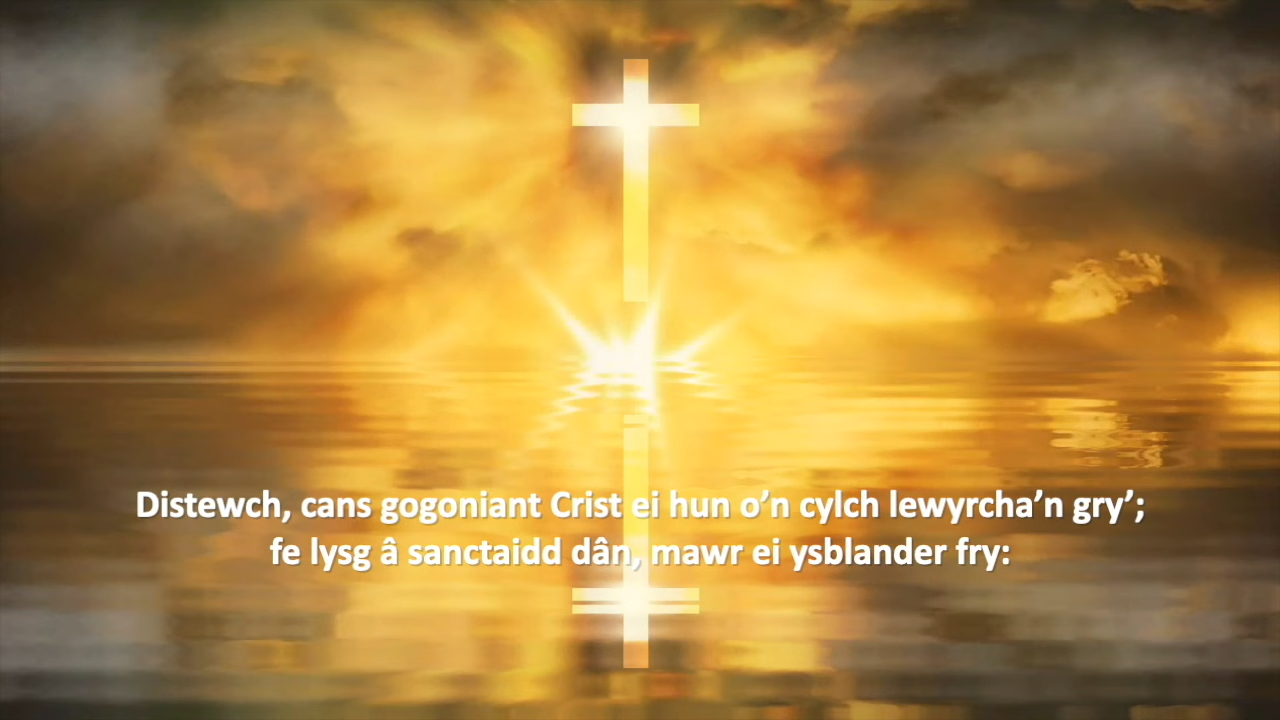 Distewch, cans gogoniant Crist ei hun o’n cylch lewyrcha’n gry’;
fe lysg â sanctaidd dân, mawr ei ysblander fry: